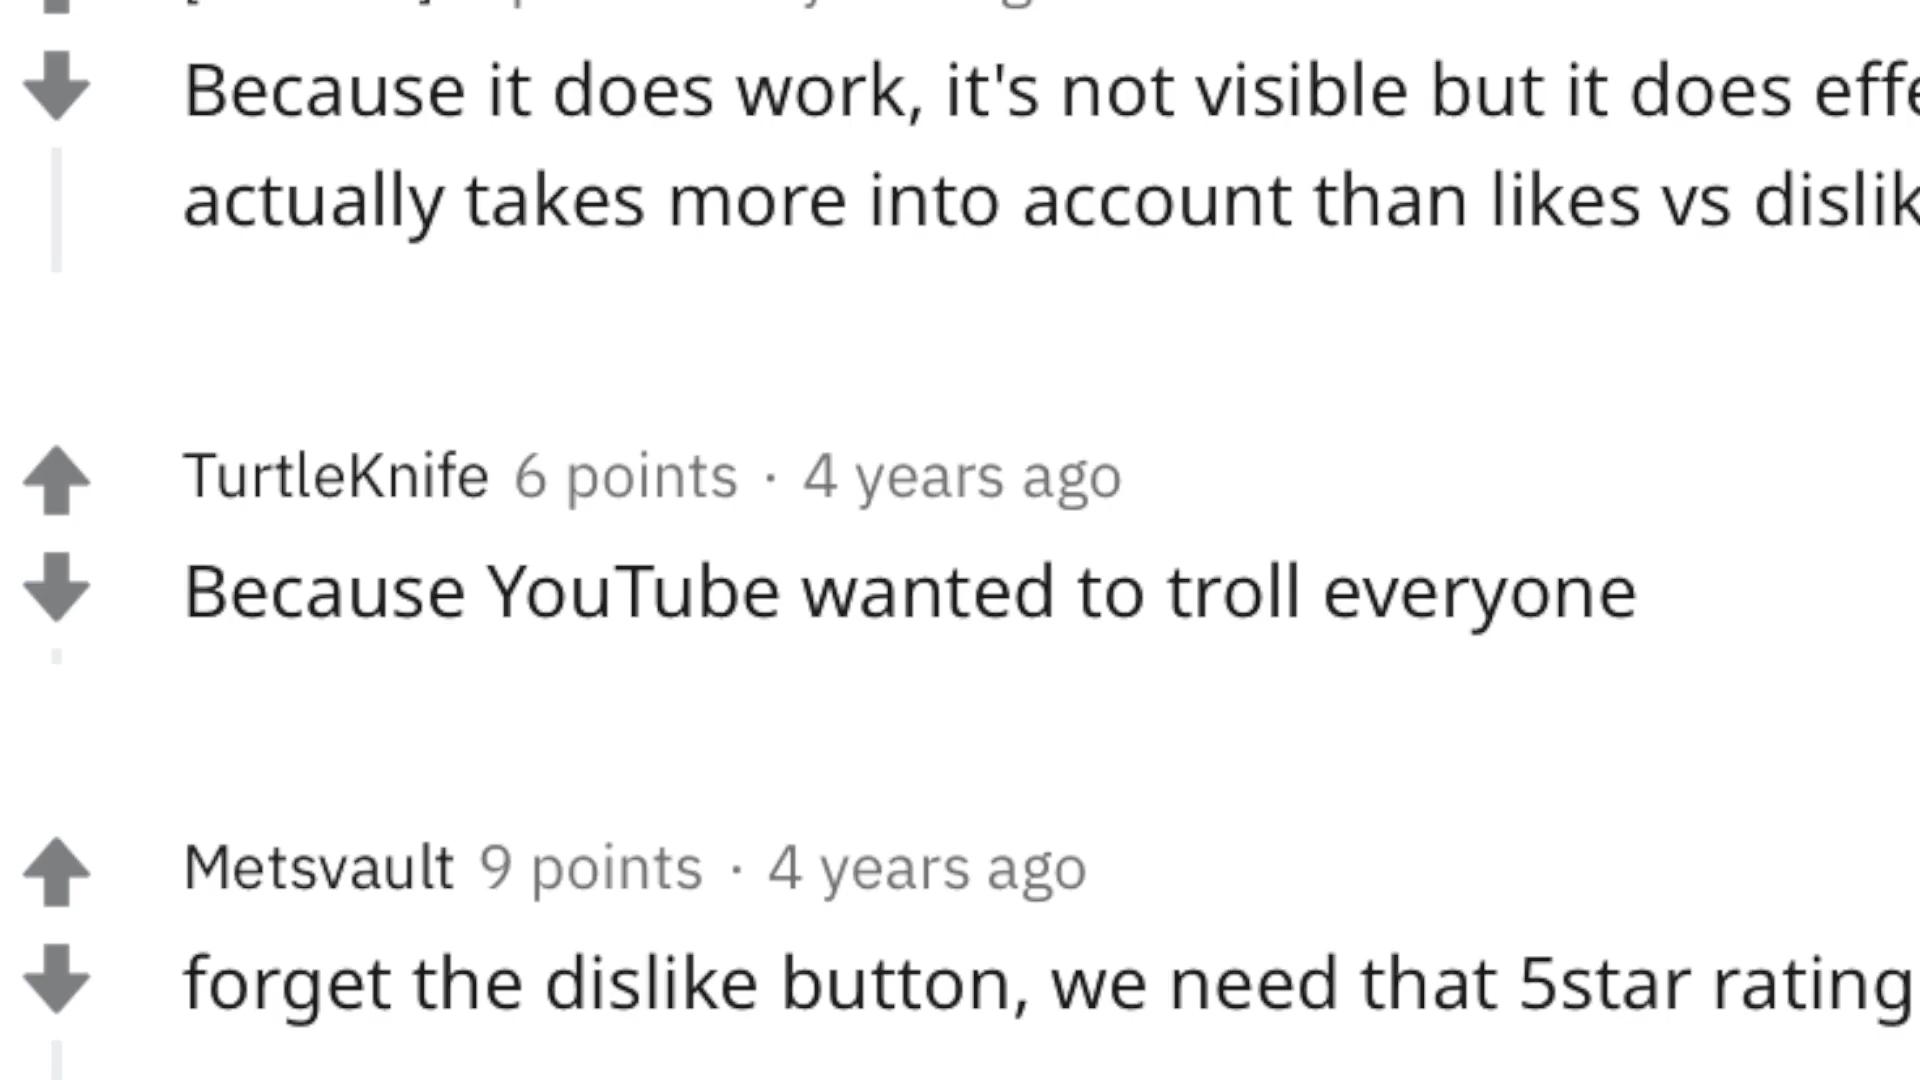 Because it does work, it's not visible but it does
actually takes more into account than likes vs
TurtleKnife 6 points · 4 years ago
Because YouTube wanted to troll everyone
Metsvault 9 points · 4 years ago
forget the dislike button, we need that 5star rating